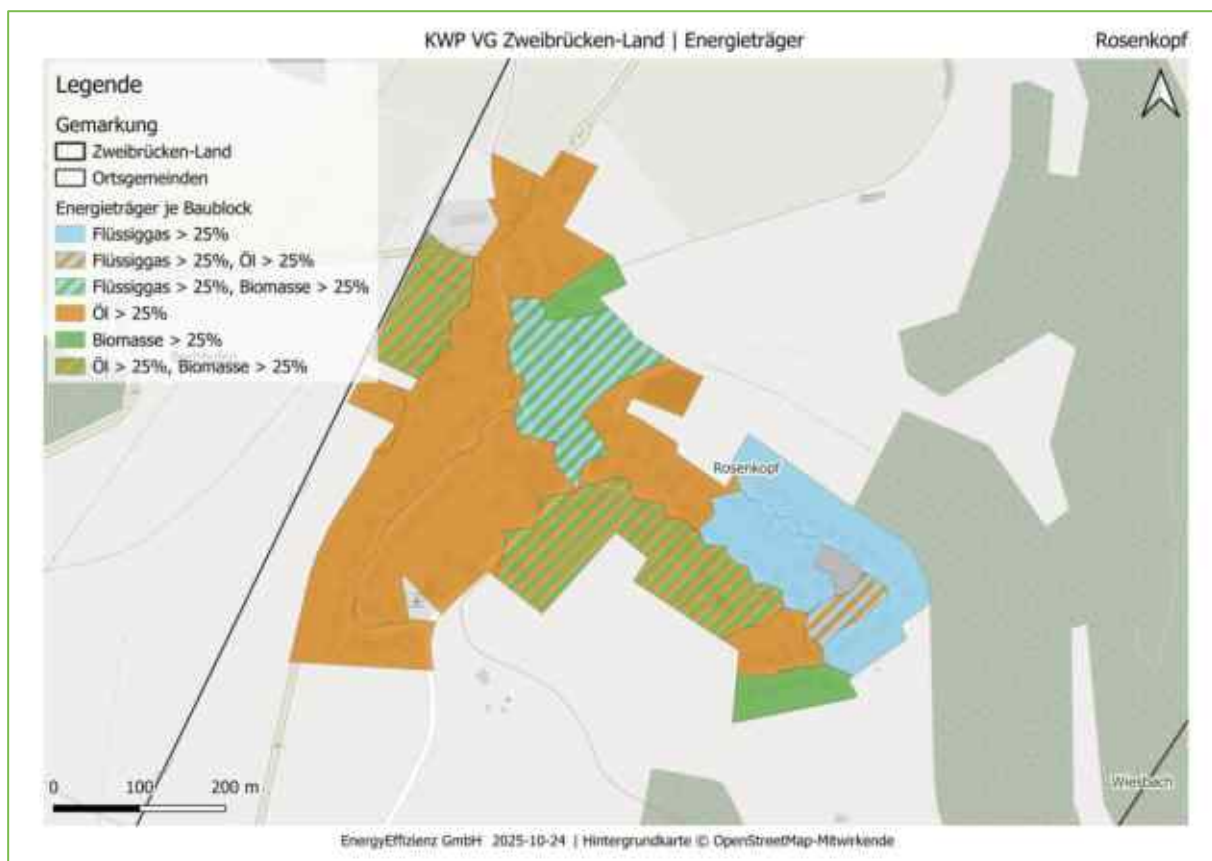 KWP VG Zweibrücken-Land | Energieträger
Rosenkopf
Legende
Gemarkung
Zweibrücken-Land
Ortsgemeinden
Energieträger je Baublock
Flüssiggas > 25%
Flüssiggas > 25%, Öl > 25%
Flüssiggas > 25%, Biomasse > 25%
Öl > 25%
Biomasse > 25%
Öl > 25%, Biomasse > 25%
Rosenkopf
Wiesbach
0 100 200 m
EnergyEffizienz GmbH 2025-10-24 | Hintergrundkarte © OpenStreetMap-Mitwirkende